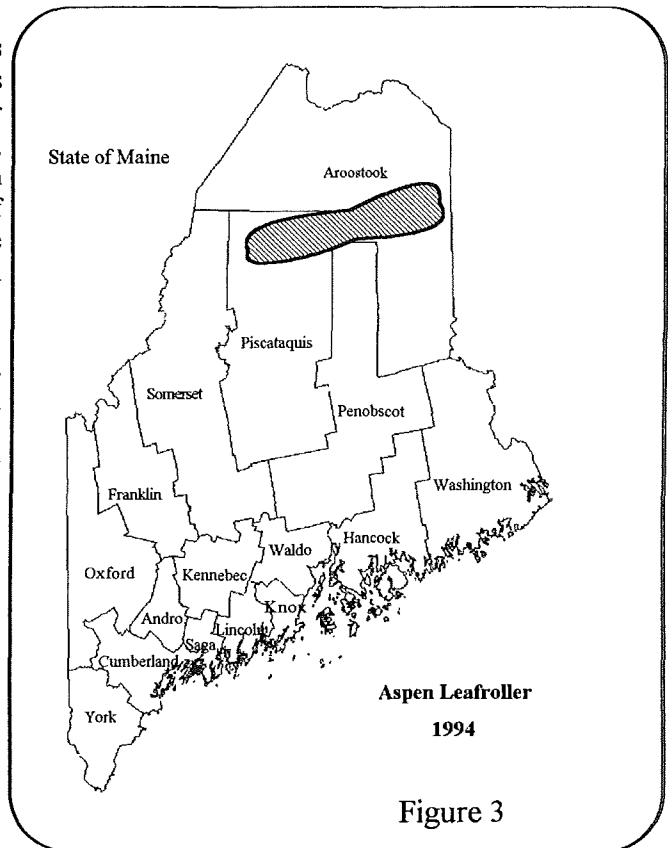 State of Maine
Aroostook
Piscataquis
Somerset
Penobscot
Washington
Franklin
Hancock
Waldo
Oxford
Kennebec
Knox
Andro
Lincoln
Saga
Cumberland
York
Aspen Leafroller
1994
Figure 3